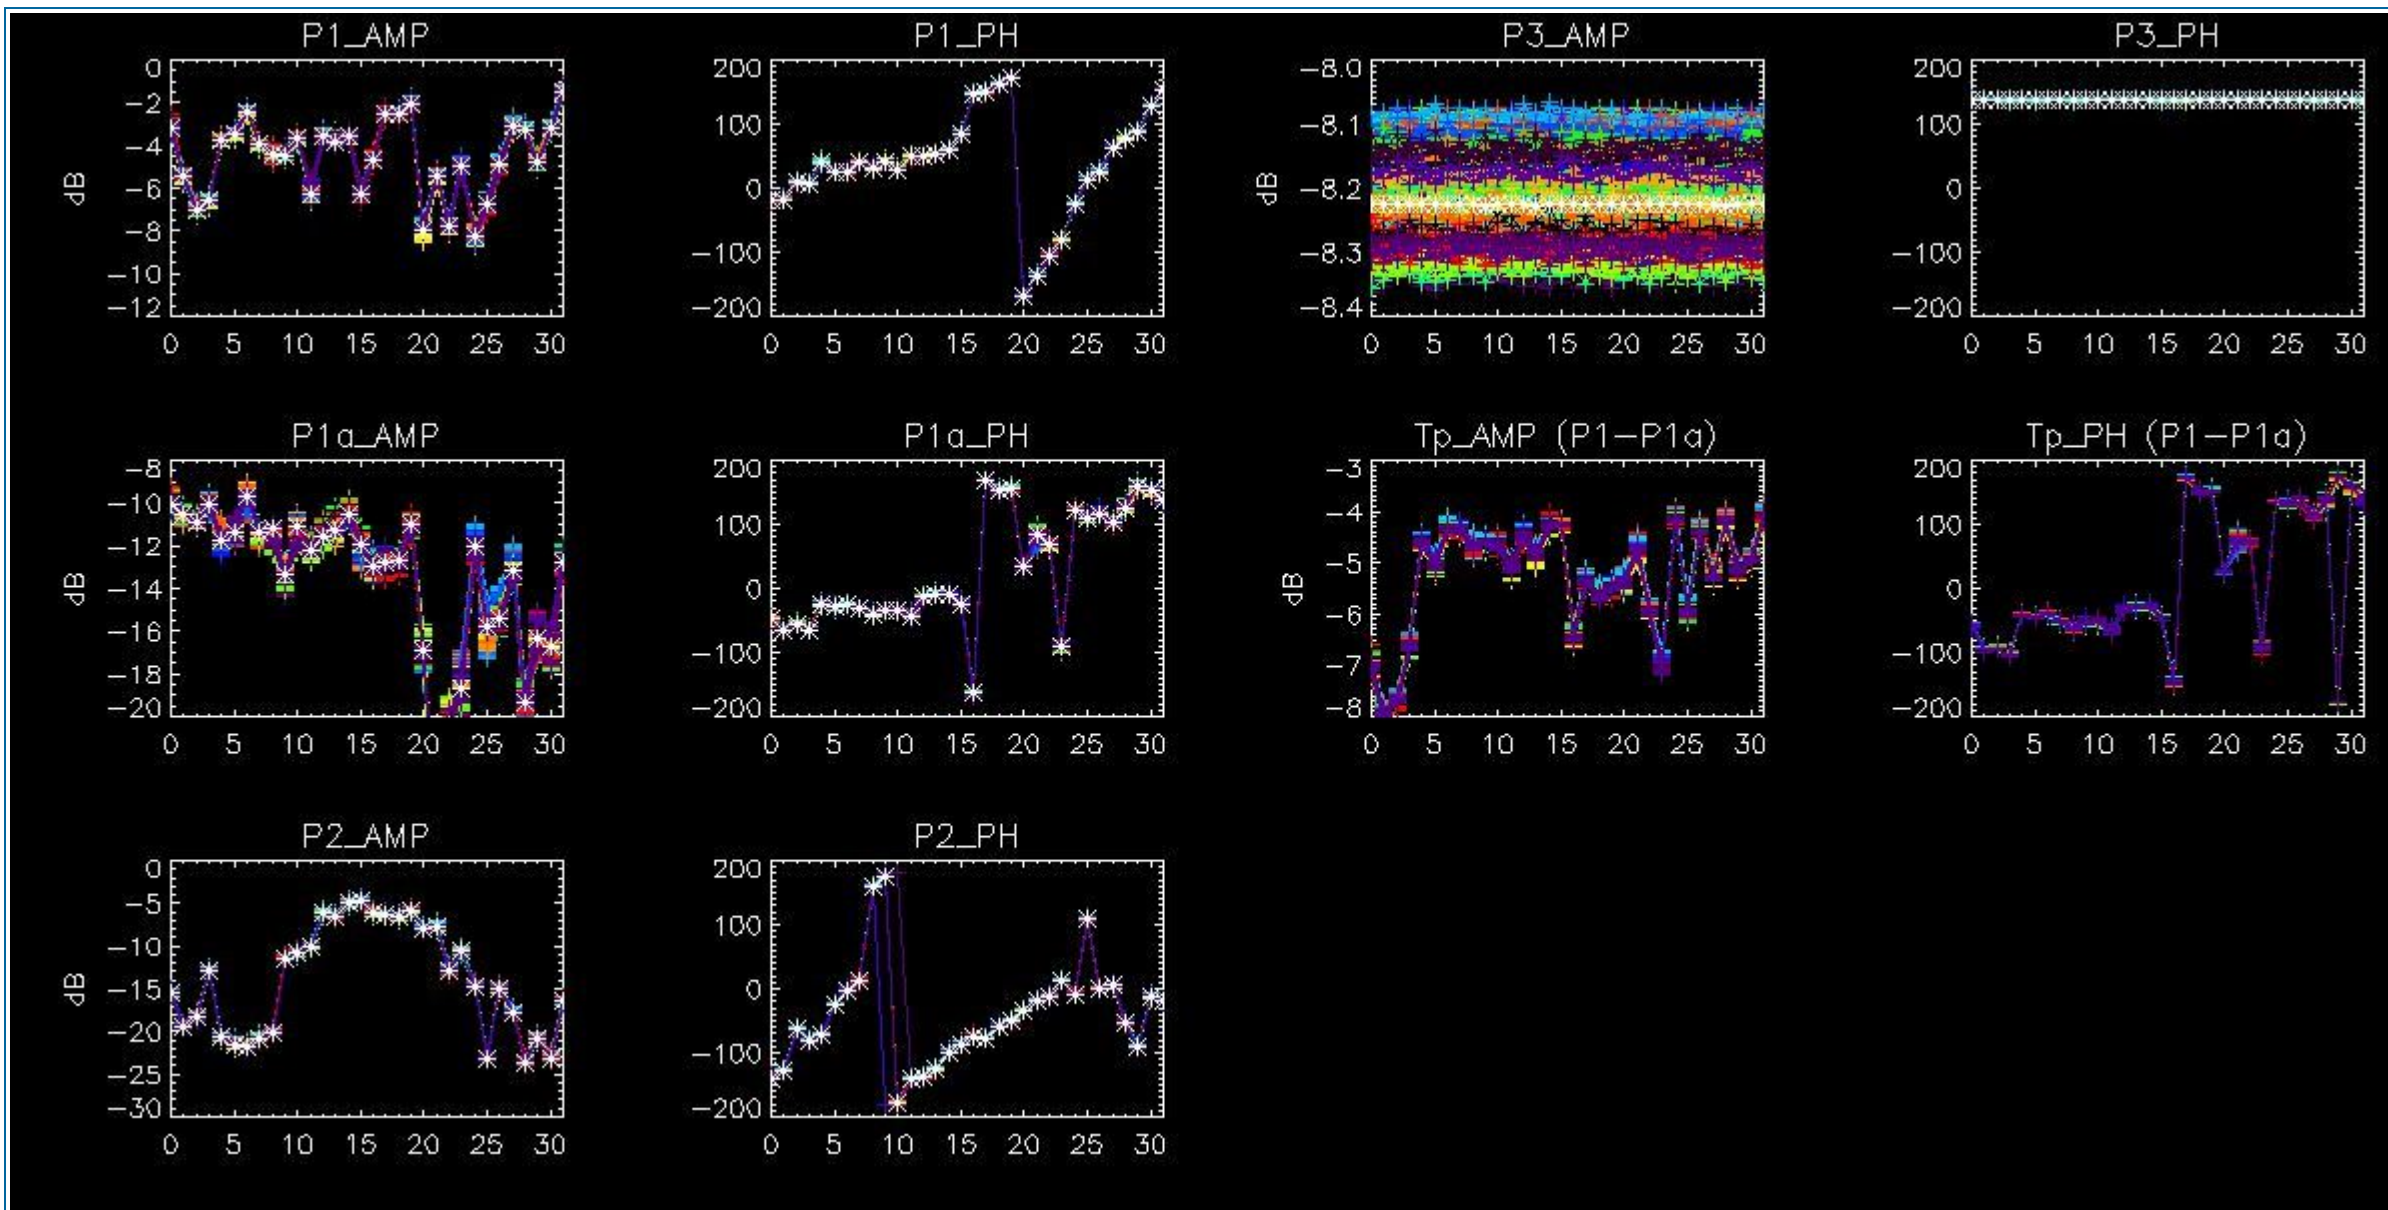 P1_AMP
P1_PH
P3_AMP
P3_PH
0
−2
−4
−6
−8
−10
−12
dB
0 5 10 15 20 25 30
200
100
0
−100
−200
0 5 10 15 20 25 30
−8.0
−8.1
−8.2
−8.3
−8.4
dB
0 5 10 15 20 25 30
200
100
0
−100
−200
0 5 10 15 20 25 30
P1a_AMP
P1a_PH
Tp_AMP (P1−P1a)
Tp_PH (P1−P1a)
−8
−10
−12
−14
−16
−18
−20
dB
0 5 10 15 20 25 30
200
100
0
−100
−200
0 5 10 15 20 25 30
−3
−4
−5
−6
−7
−8
dB
0 5 10 15 20 25 30
200
100
0
−100
−200
0 5 10 15 20 25 30
P2_AMP
P2_PH
0
−5
−10
−15
−20
−25
−30
dB
0 5 10 15 20 25 30
200
100
0
−100
−200
0 5 10 15 20 25 30